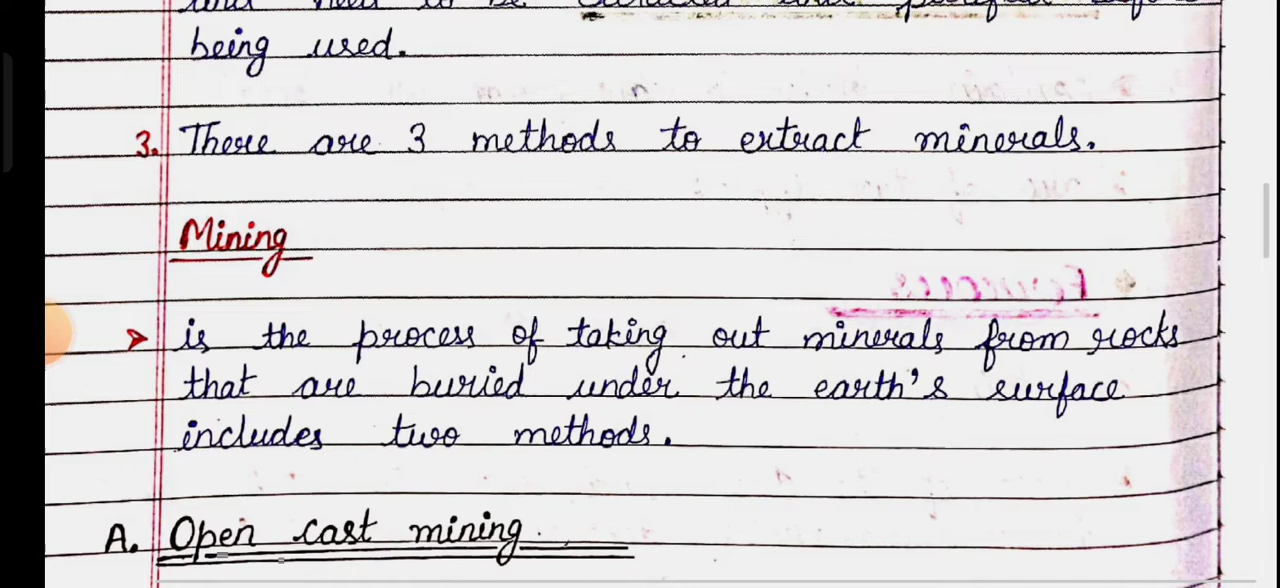 being used.
3. There are 3 methods to extract minerals.
Mining
➤ is the process of taking out minerals from rocks
that are buried under the earth's surface
includes two methods.
A. Open cast mining